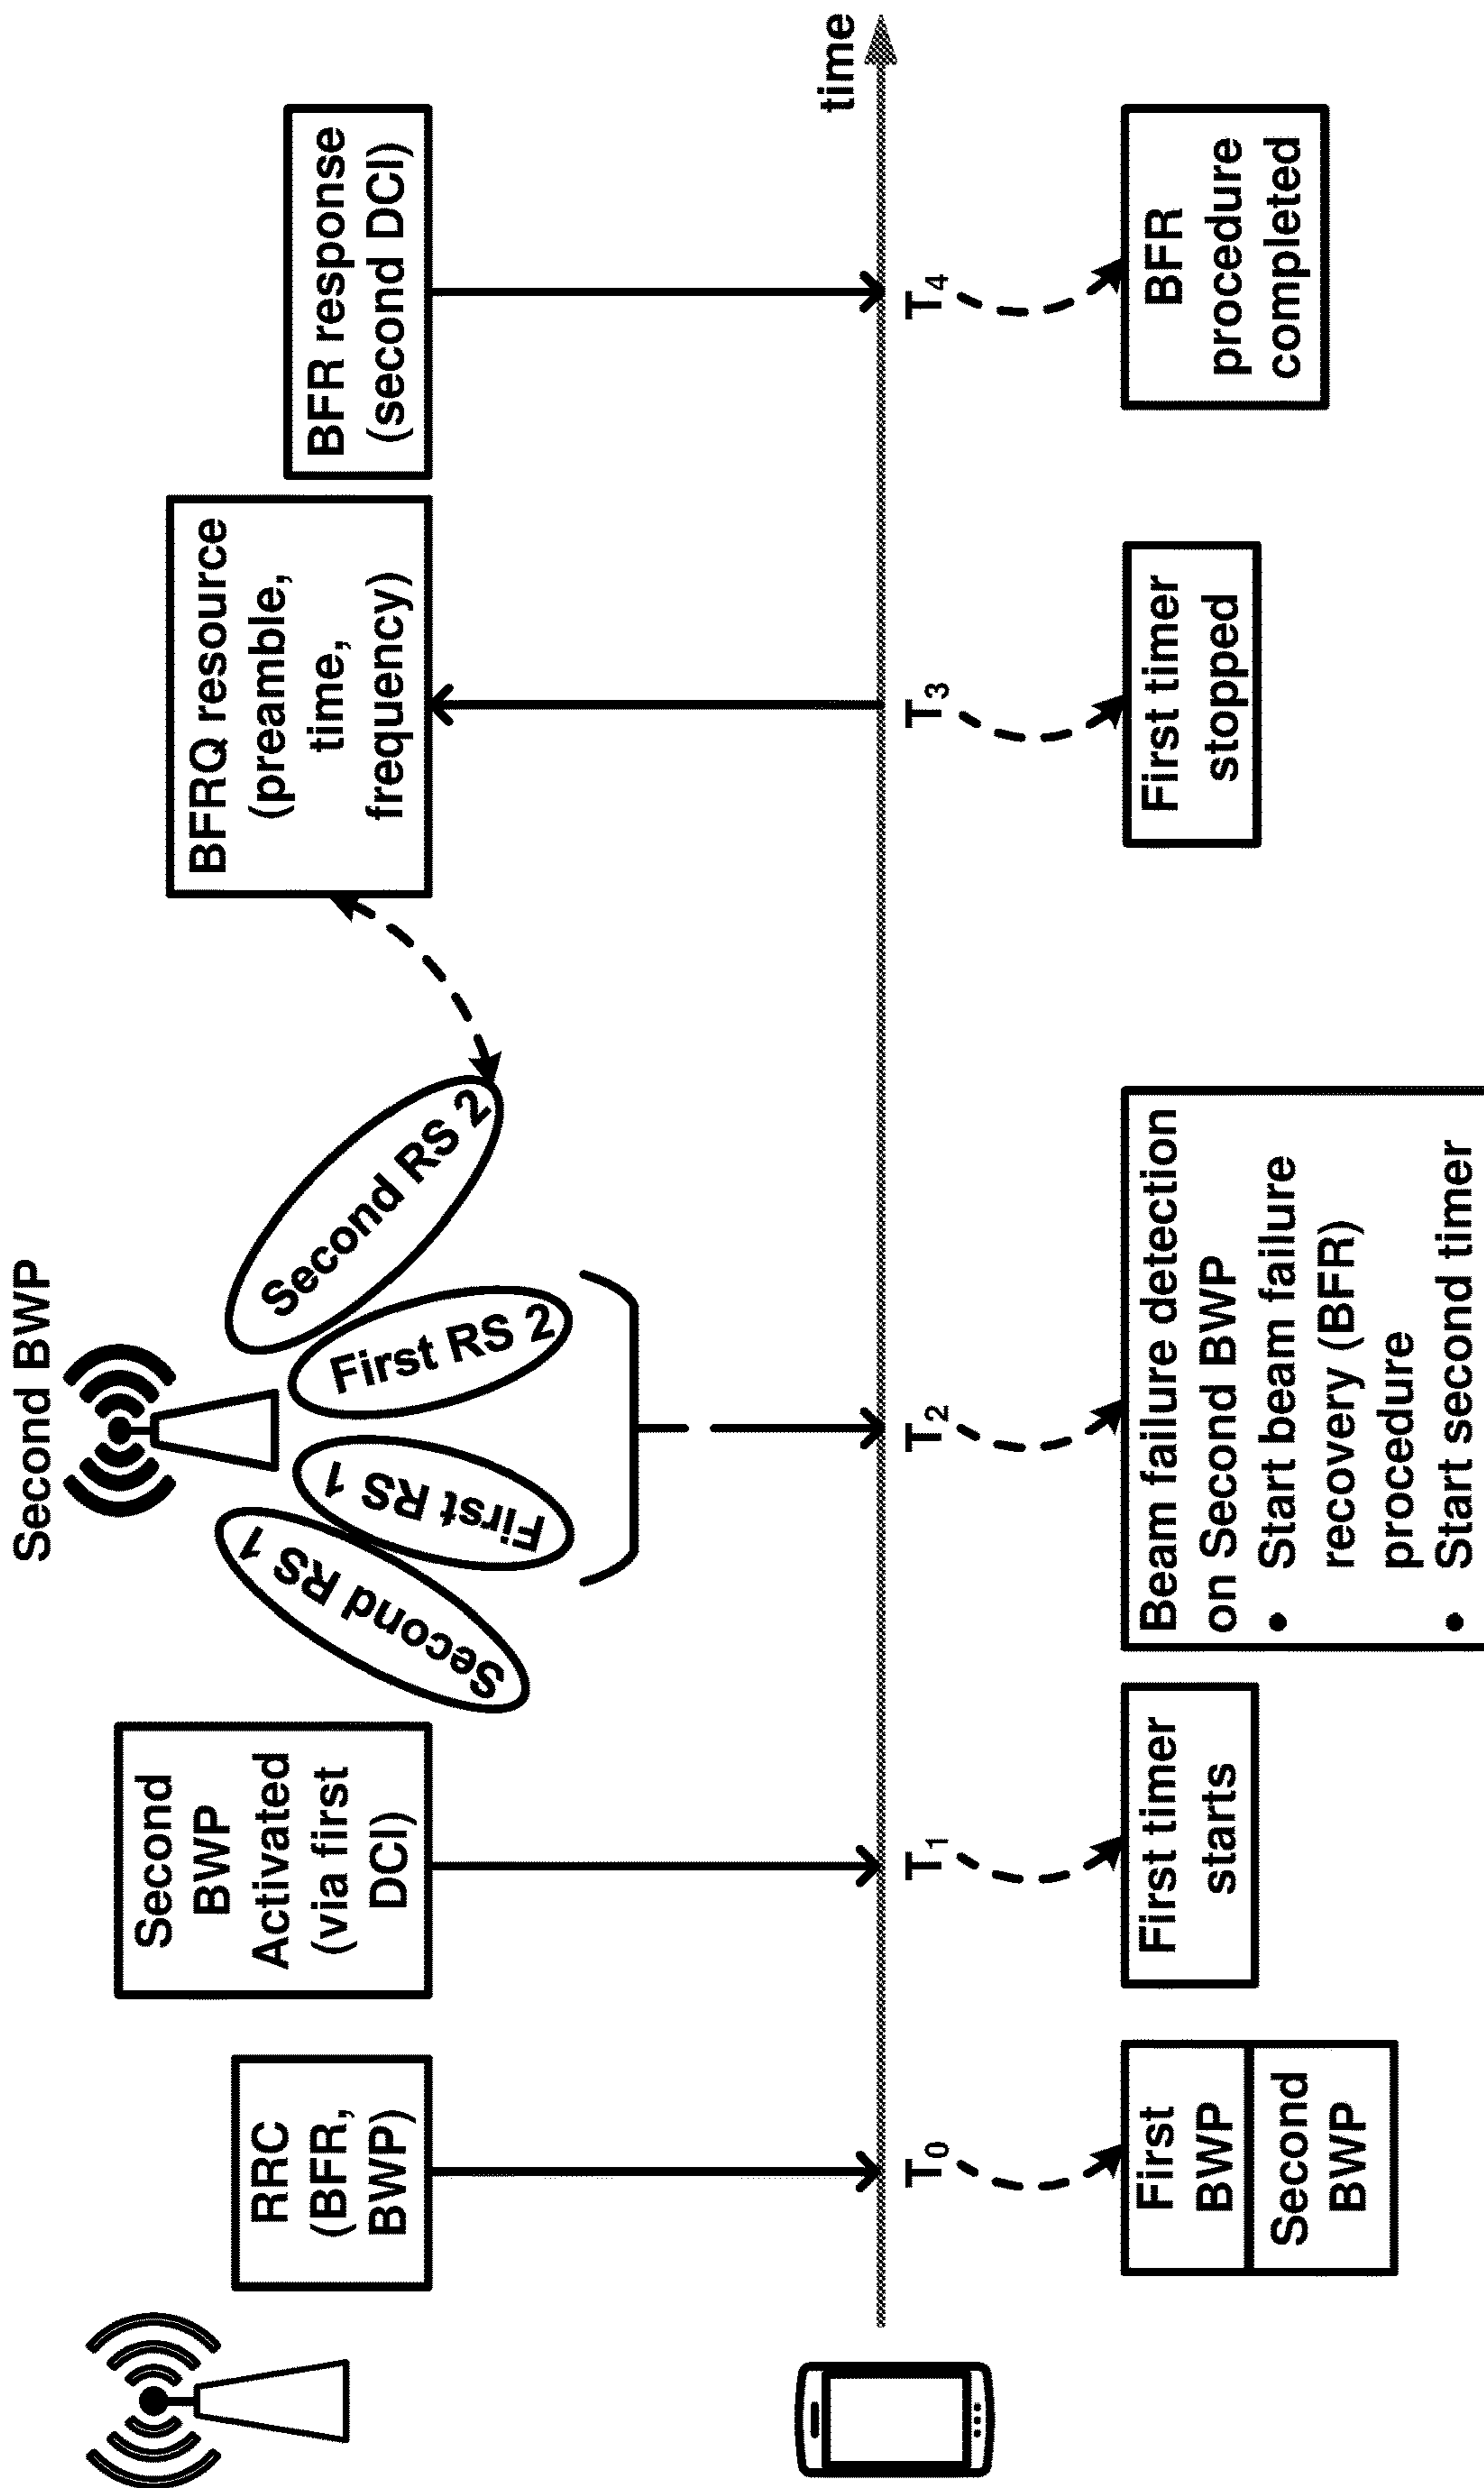 Second BWP
RRC
(BFR,
BWP)
Second
BWP
Activated
(via first
DCI)
Second RS 1
First RS 1
First RS 2
Second RS 2
BFRQ resource
(preamble,
time,
frequency)
BFR response
(second DCI)
time
T0
T1
T2
T3
T4
First
BWP
Second
BWP
First timer
starts
Beam failure detection
on Second BWP
• Start beam failure
recovery (BFR)
procedure
• Start second timer
First timer
stopped
BFR
procedure
completed